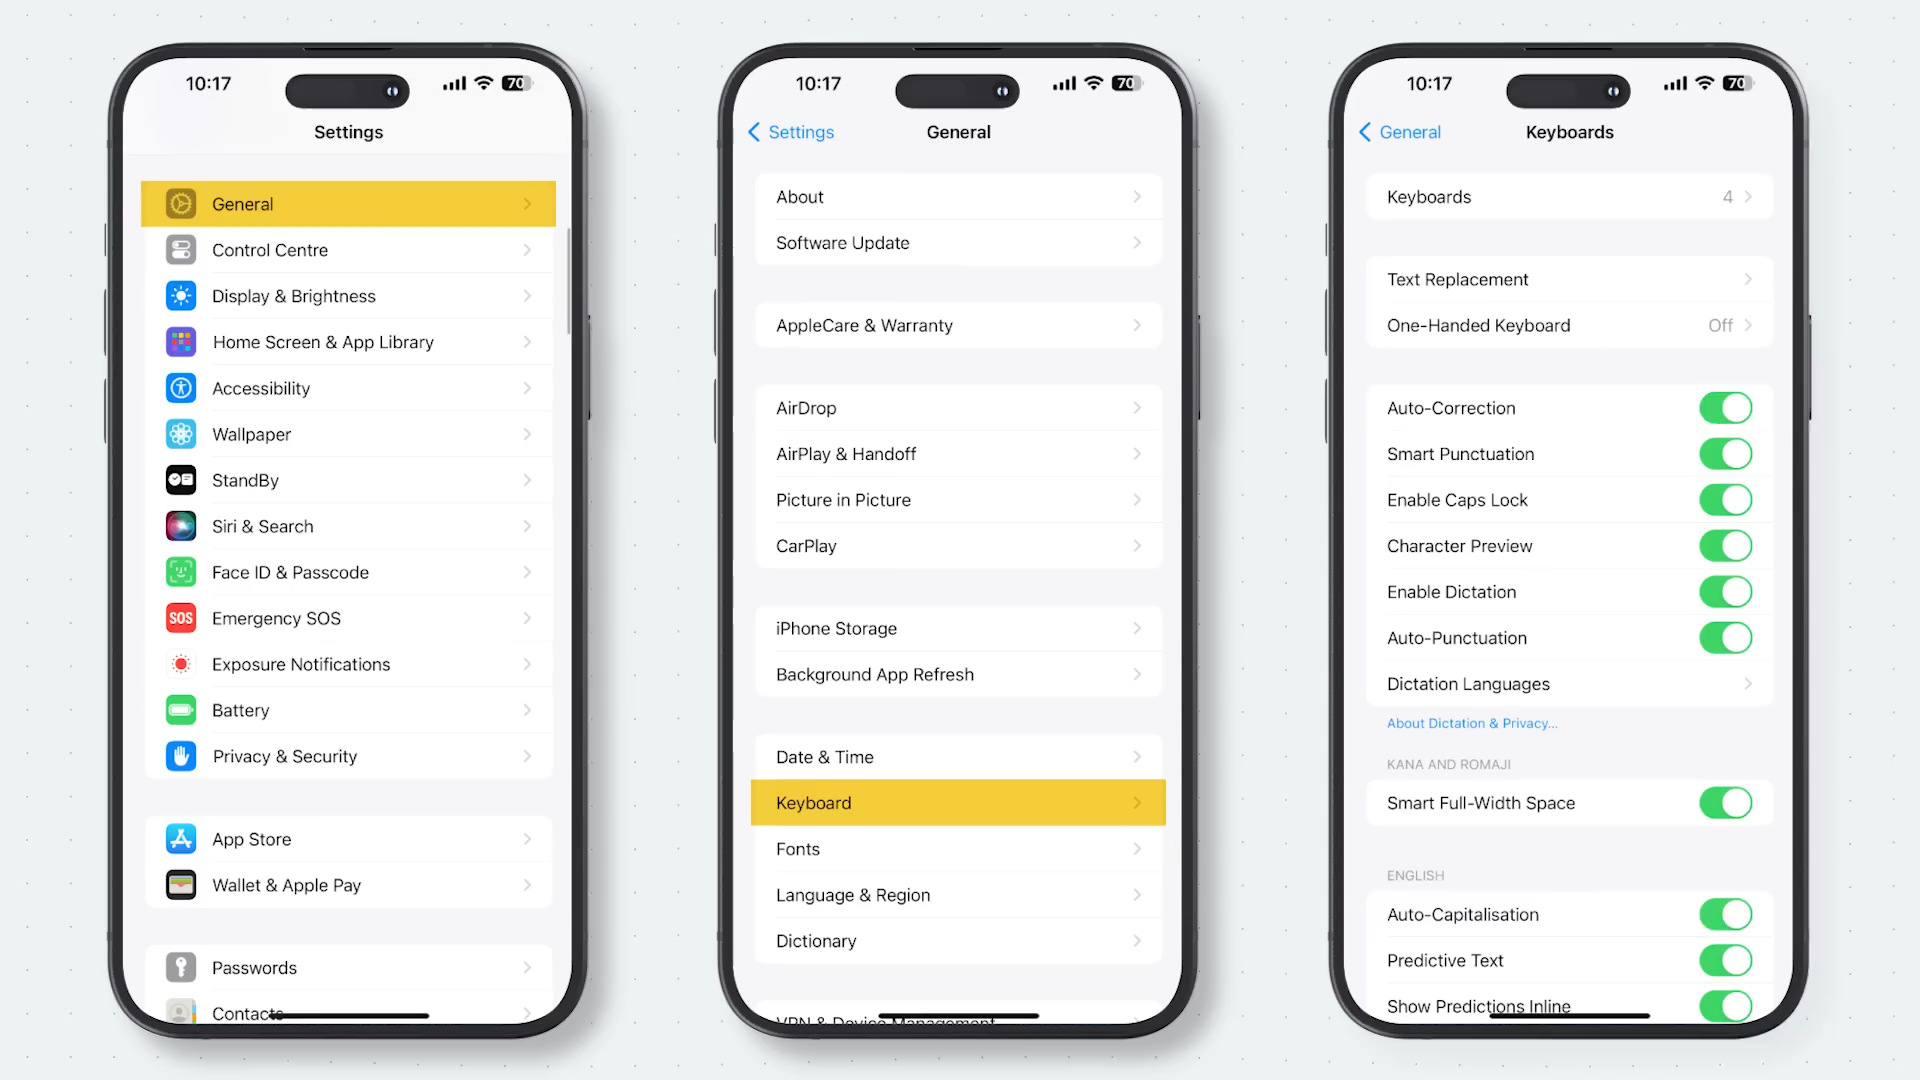 10:17
70
Settings
General
Control Centre
Display & Brightness
Home Screen & App Library
Accessibility
Wallpaper
StandBy
Siri & Search
Face ID & Passcode
SOS
Emergency SOS
Exposure Notifications
Battery
Privacy & Security
App Store
Wallet & Apple Pay
Passwords
Contacts
10:17
70
Settings
General
About
Software Update
AppleCare & Warranty
AirDrop
AirPlay & Handoff
Picture in Picture
CarPlay
iPhone Storage
Background App Refresh
Date & Time
Keyboard
Fonts
Language & Region
Dictionary
VPN & Device Management
10:17
70
General
Keyboards
Keyboards 4
Text Replacement
One-Handed Keyboard Off
Auto-Correction
Smart Punctuation
Enable Caps Lock
Character Preview
Enable Dictation
Auto-Punctuation
Dictation Languages
About Dictation & Privacy...
KANA AND ROMAJI
Smart Full-Width Space
ENGLISH
Auto-Capitalisation
Predictive Text
Show Predictions Inline